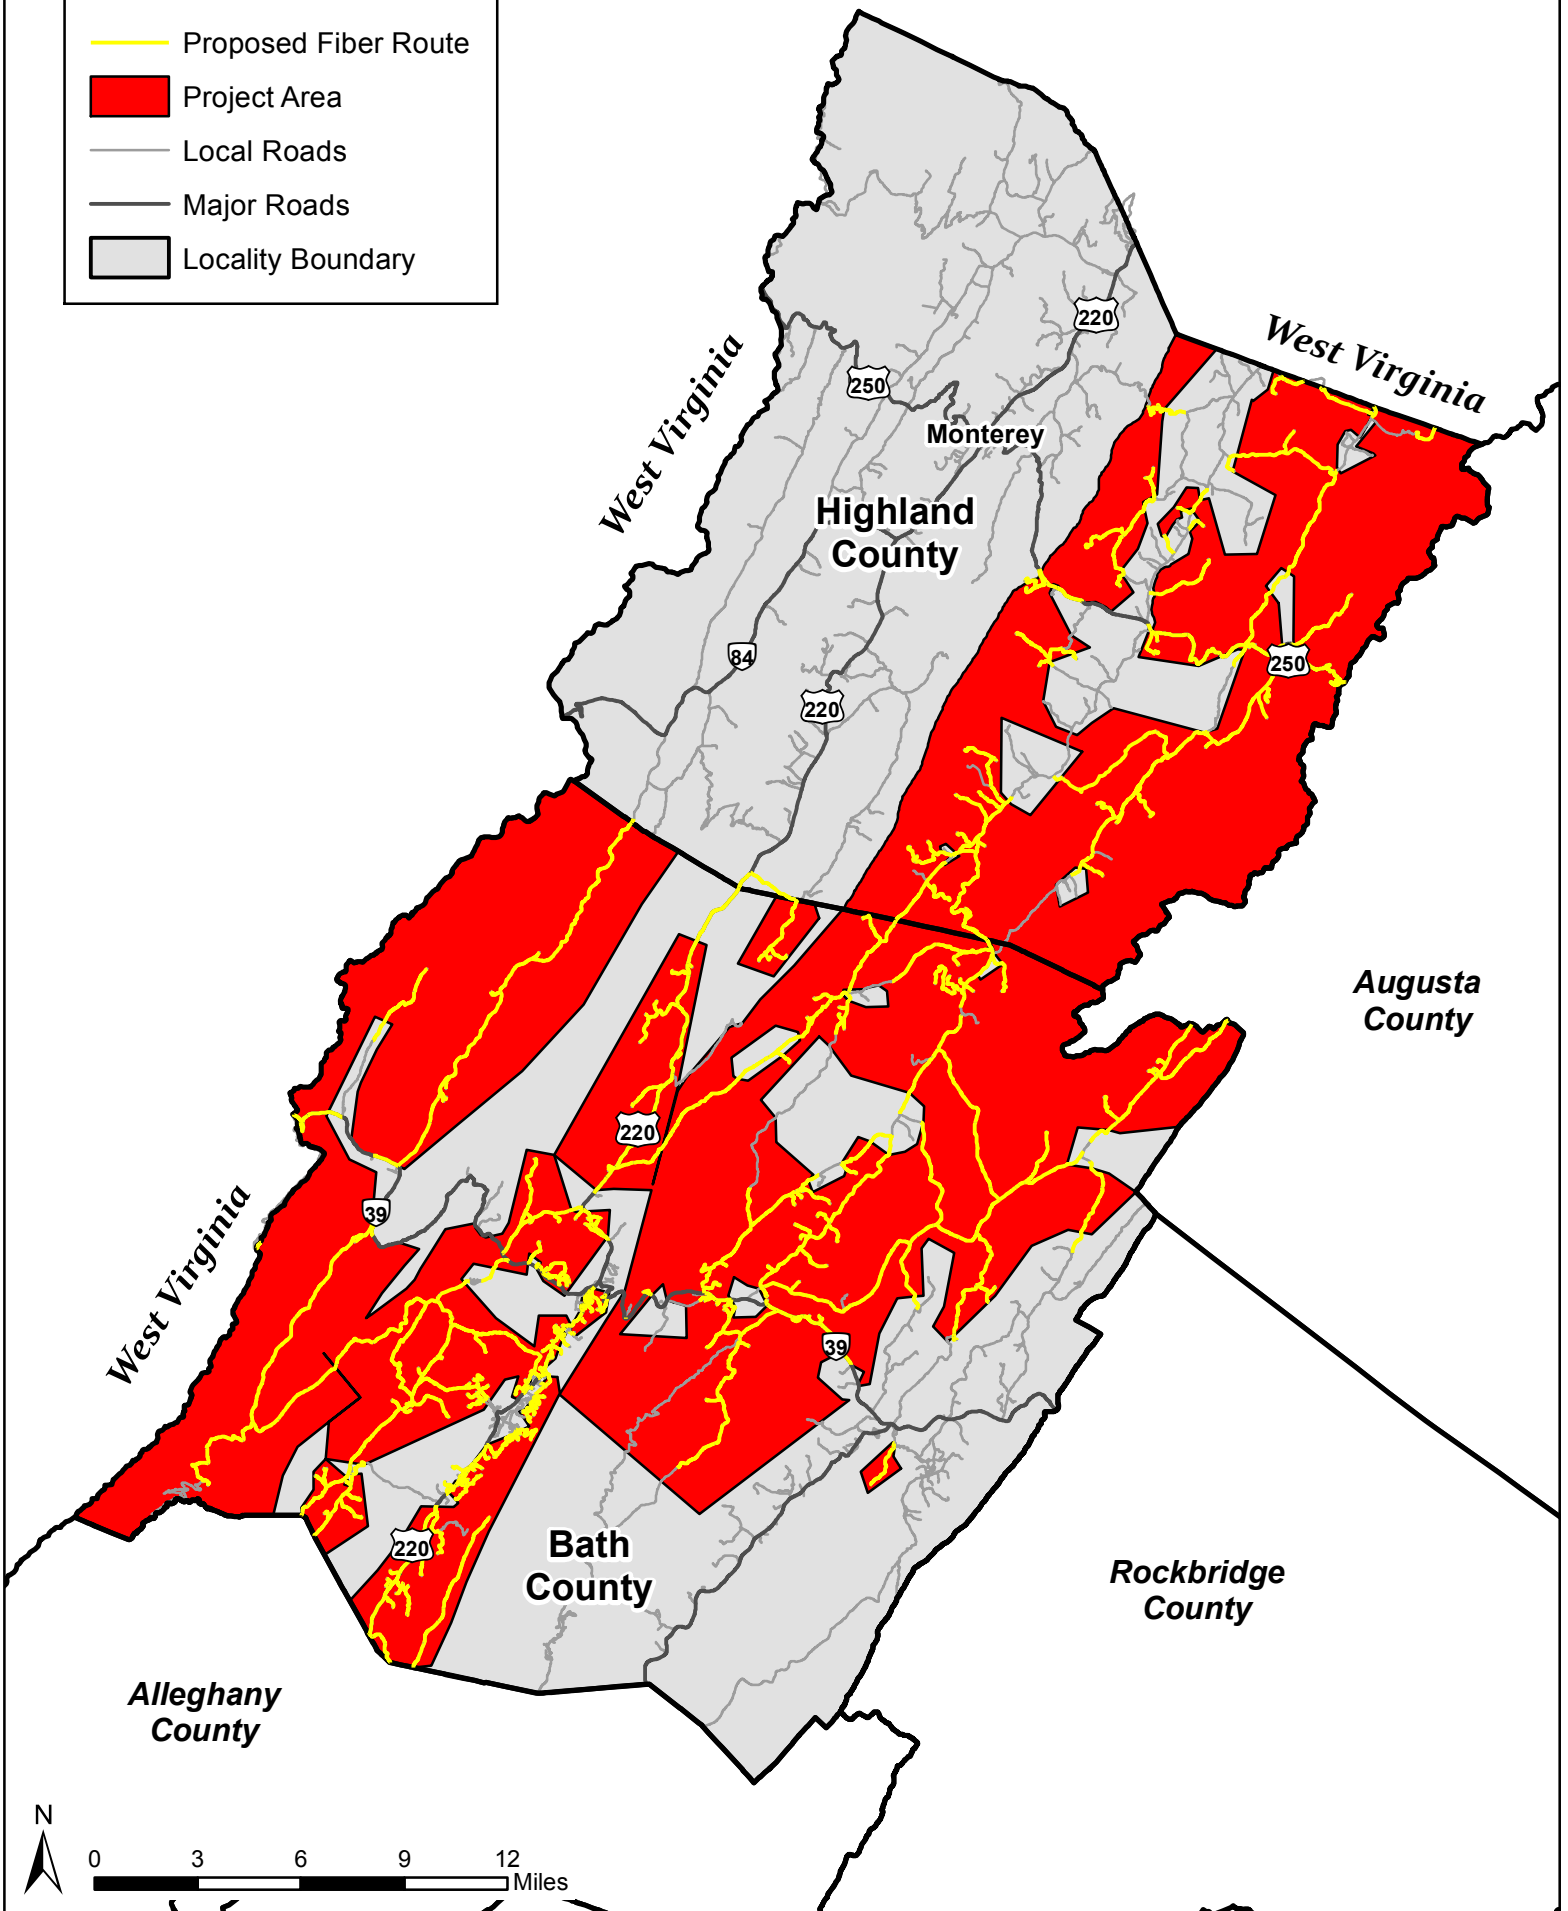 Proposed Fiber Route
Project Area
Local Roads
Major Roads
Locality Boundary
220
West Virginia
West Virginia
250
Monterey
Highland
County
250
84
220
Augusta
County
220
39
West Virginia
39
220
Bath
County
Rockbridge
County
Alleghany
County
N
0 3 6 9 12
Miles